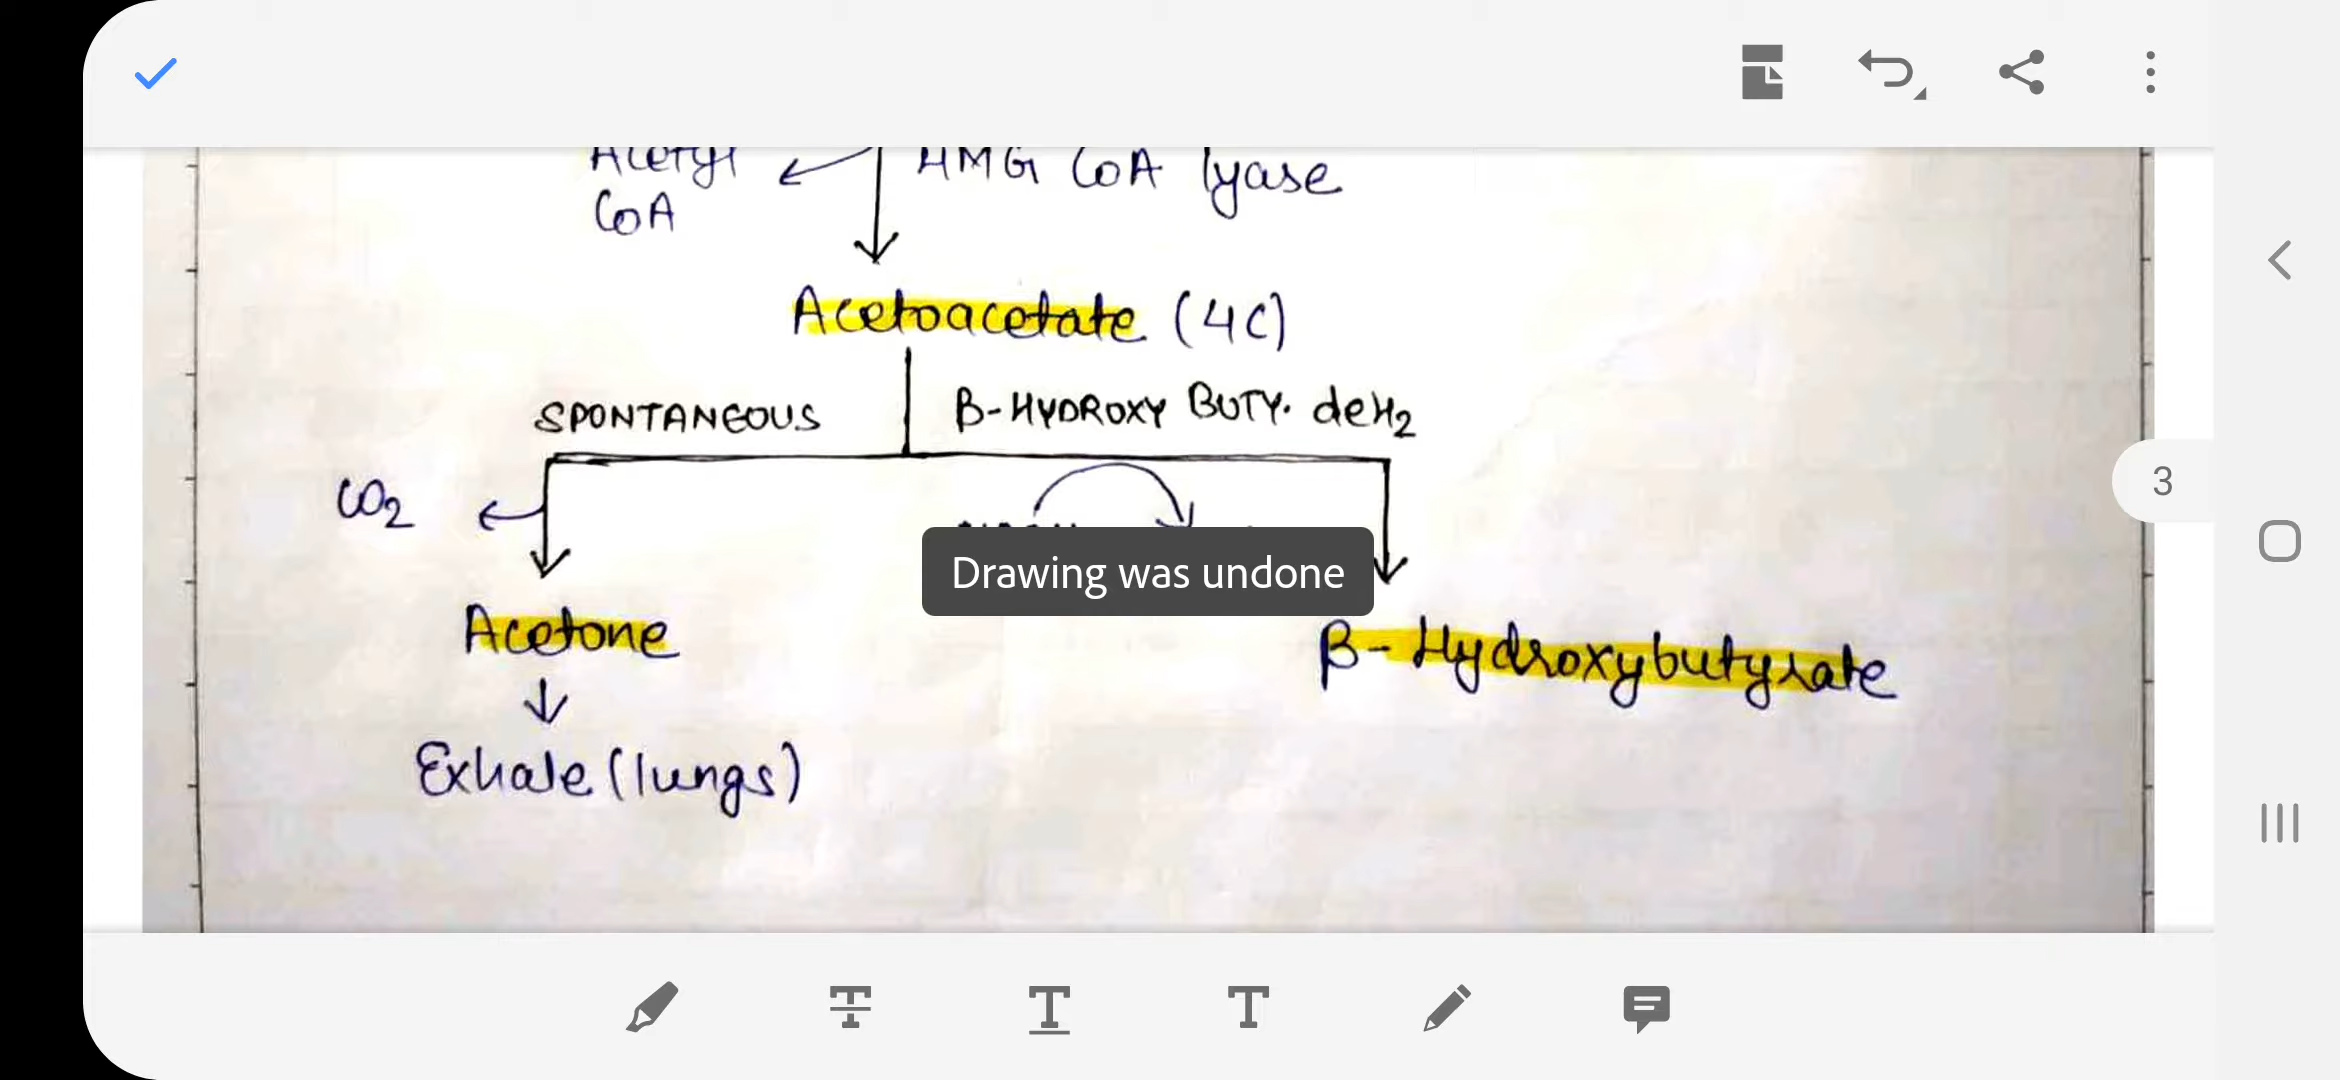 Acetyl ← HMG CoA lyase
CoA
Acetoacetate (4C)
SPONTANEOUS β-HYDROXY BUTY. deH2
CO2 ←
3
Drawing was undone
Acetone
β-Hydroxybutyrate
Exhale (lungs)